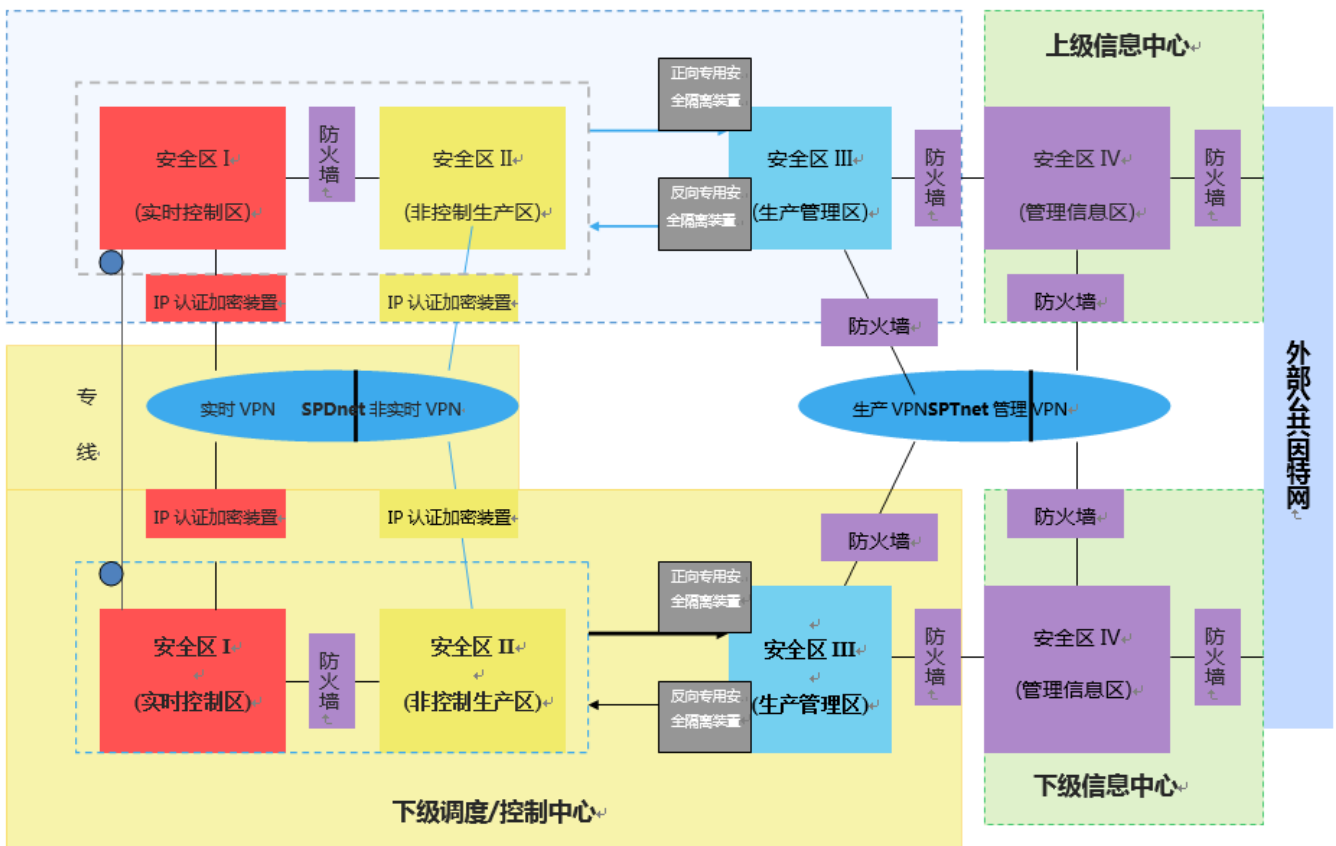 上级信息中心
正向专用安
全隔离装置
防火墙
安全区 I
(实时控制区)
安全区 II
(非控制生产区)
安全区 III
(生产管理区)
防火墙
安全区 IV
(管理信息区)
防火墙
反向专用安
全隔离装置
IP 认证加密装置
IP 认证加密装置
防火墙
防火墙
外部公共因特网
专
线
实时 VPN
SPDnet 非实时 VPN
生产 VPNSPTnet 管理 VPN
IP 认证加密装置
IP 认证加密装置
防火墙
防火墙
正向专用安
全隔离装置
安全区 I
(实时控制区)
防火墙
安全区 II
(非控制生产区)
安全区 III
(生产管理区)
防火墙
安全区 IV
(管理信息区)
防火墙
反向专用安
全隔离装置
下级调度/控制中心
下级信息中心